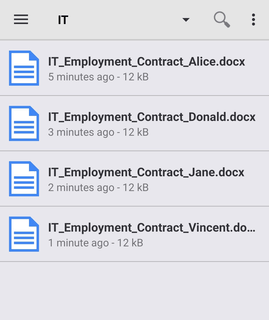 IT
IT_Employment_Contract_Alice.docx
5 minutes ago - 12 kB
IT_Employment_Contract_Donald.docx
3 minutes ago - 12 kB
IT_Employment_Contract_Jane.docx
2 minutes ago - 12 kB
IT_Employment_Contract_Vincent.do...
1 minute ago - 12 kB